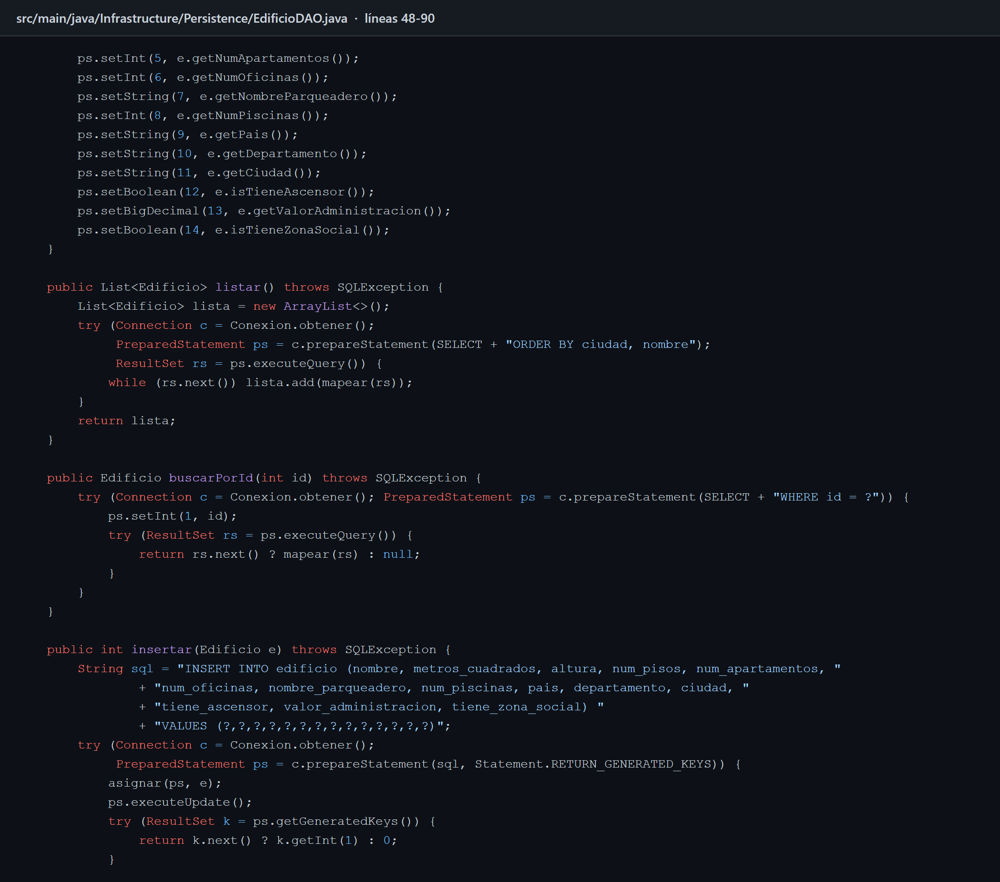 src/main/java/Infrastructure/Persistence/EdificioDAO.java · líneas 48-90
ps.setInt(5, e.getNumApartamentos());
ps.setInt(6, e.getNumOficinas());
ps.setString(7, e.getNombreParqueadero());
ps.setInt(8, e.getNumPiscinas());
ps.setString(9, e.getPais());
ps.setString(10, e.getDepartamento());
ps.setString(11, e.getCiudad());
ps.setBoolean(12, e.isTieneAscensor());
ps.setBigDecimal(13, e.getValorAdministracion());
ps.setBoolean(14, e.isTieneZonaSocial());
}
public List<Edificio> listar() throws SQLException {
List<Edificio> lista = new ArrayList<>();
try (Connection c = Conexion.obtener();
PreparedStatement ps = c.prepareStatement(SELECT + "ORDER BY ciudad, nombre");
ResultSet rs = ps.executeQuery()) {
while (rs.next()) lista.add(mapear(rs));
}
return lista;
}
public Edificio buscarPorId(int id) throws SQLException {
try (Connection c = Conexion.obtener(); PreparedStatement ps = c.prepareStatement(SELECT + "WHERE id = ?")) {
ps.setInt(1, id);
try (ResultSet rs = ps.executeQuery()) {
return rs.next() ? mapear(rs) : null;
}
}
}
public int insertar(Edificio e) throws SQLException {
String sql = "INSERT INTO edificio (nombre, metros_cuadrados, altura, num_pisos, num_apartamentos, "
+ "num_oficinas, nombre_parqueadero, num_piscinas, pais, departamento, ciudad, "
+ "tiene_ascensor, valor_administracion, tiene_zona_social) "
+ "VALUES (?,?,?,?,?,?,?,?,?,?,?,?,?,?)";
try (Connection c = Conexion.obtener();
PreparedStatement ps = c.prepareStatement(sql, Statement.RETURN_GENERATED_KEYS)) {
asignar(ps, e);
ps.executeUpdate();
try (ResultSet k = ps.getGeneratedKeys()) {
return k.next() ? k.getInt(1) : 0;
}